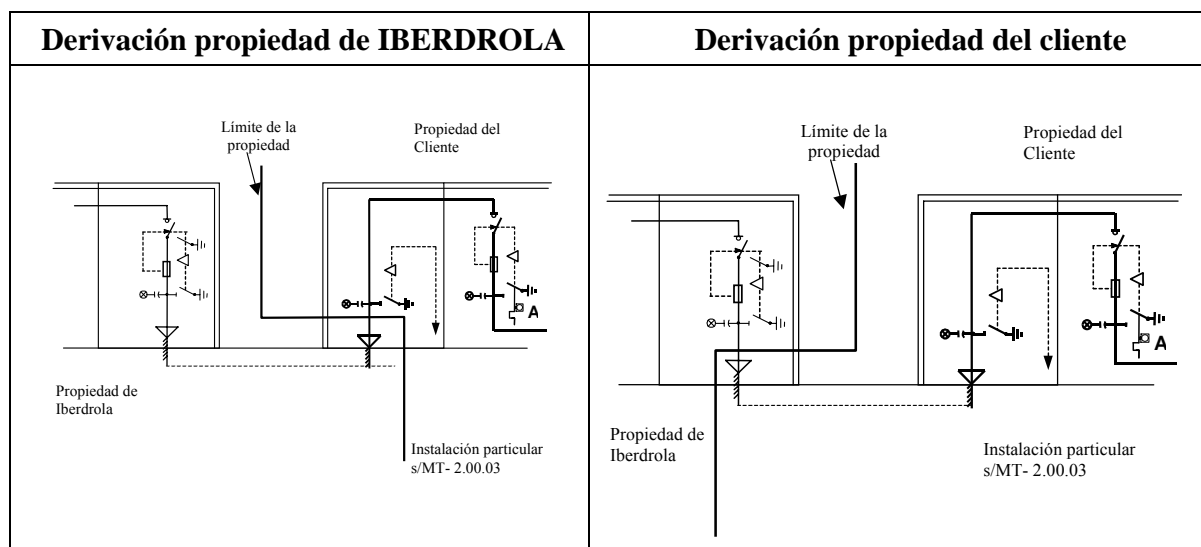 Derivación propiedad de IBERDROLA
Derivación propiedad del cliente
Límite de la
propiedad
Propiedad del
Cliente
A
Propiedad de
Iberdrola
Instalación particular
s/MT- 2.00.03
Límite de la
propiedad
Propiedad del
Cliente
A
Propiedad de
Iberdrola
Instalación particular
s/MT- 2.00.03